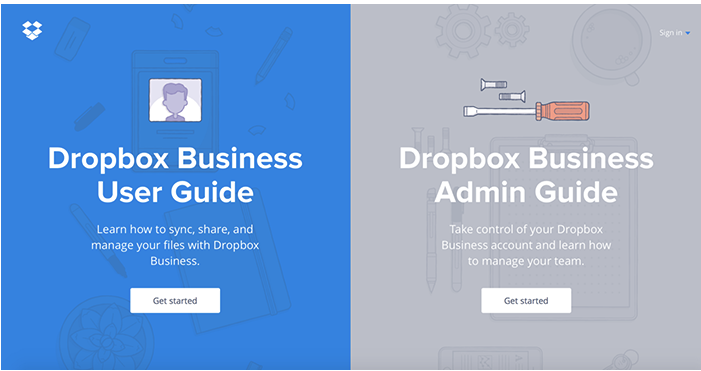 Sign in
Dropbox Business
User Guide
Learn how to sync, share, and
manage your files with Dropbox
Business.
Get started
Dropbox Business
Admin Guide
Take control of your Dropbox
Business account and learn how
to manage your team.
Get started